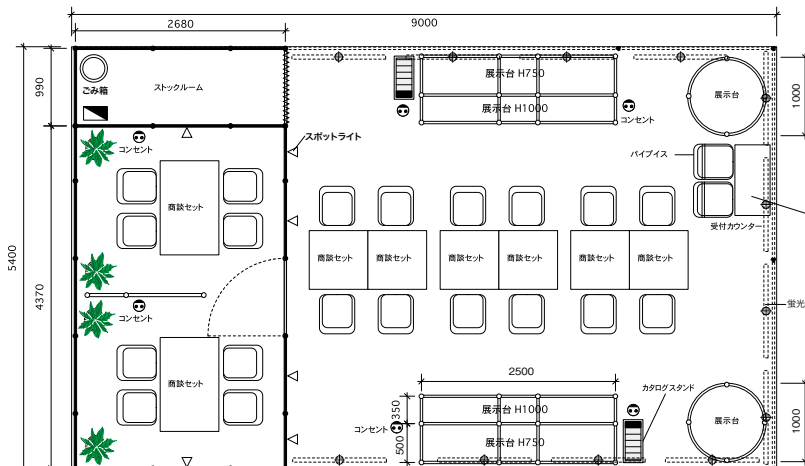 9000
2680
990
ごみ箱
ストックルーム
展示台 H750
展示台 H1000
コンセント
展示台
1000
コンセント
スポットライト
パイプイス
商談セット
受付カウンター
商談セット
商談セット
商談セット
商談セット
商談セット
商談セット
5400
4370
コンセント
蛍光
商談セット
2500
カタログスタンド
350
展示台 H1000
コンセント
500
展示台 H750
展示台
1000